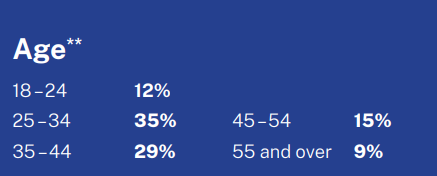 Age**
18–24 12%
25–34 35% 45–54 15%
35–44 29% 55 and over 9%